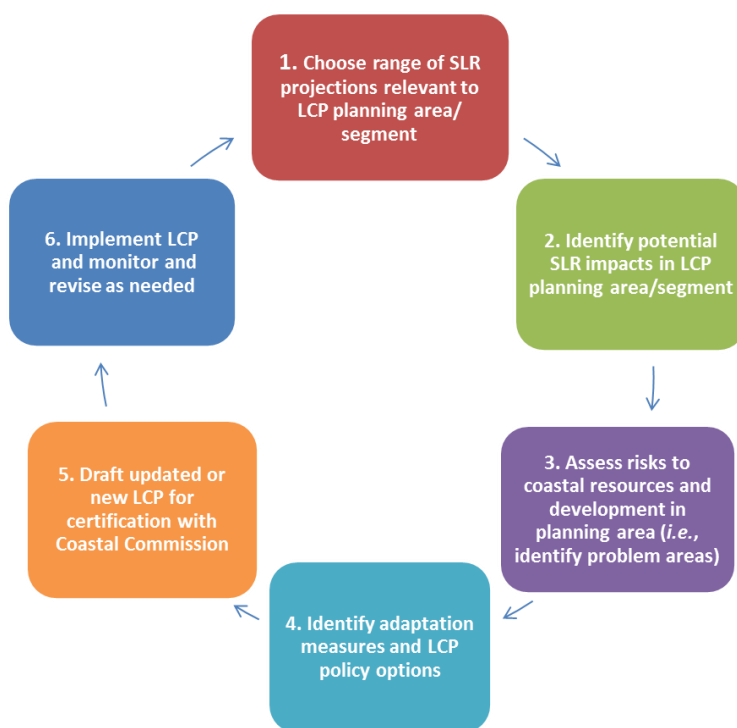 1. Choose range of SLR
projections relevant to
LCP planning area/
segment
2. Identify potential
SLR impacts in LCP
planning area/segment
3. Assess risks to
coastal resources and
development in
planning area (i.e.,
identify problem areas)
4. Identify adaptation
measures and LCP
policy options
5. Draft updated or
new LCP for
certification with
Coastal Commission
6. Implement LCP
and monitor and
revise as needed